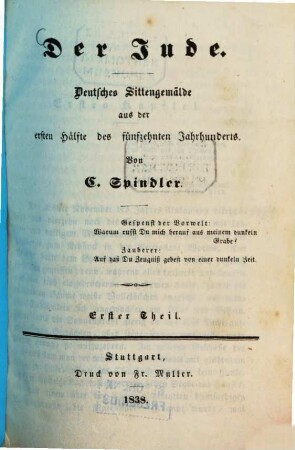 Der Jude.
Deutsches Sittengemälde
aus der
ersten Hälfte des fünfzehnten Jahrhunderts.
Von
C. Spindler.
Gespenst der Vorwelt:
Warum rufst Du mich herauf aus meinem dunkeln
Grabe?
Zauberer:
Auf daß Du Zeugniß gebest von einer dunkeln Zeit.
Erster Theil.
Stuttgart,
Druck von Fr. Müller.
1838.